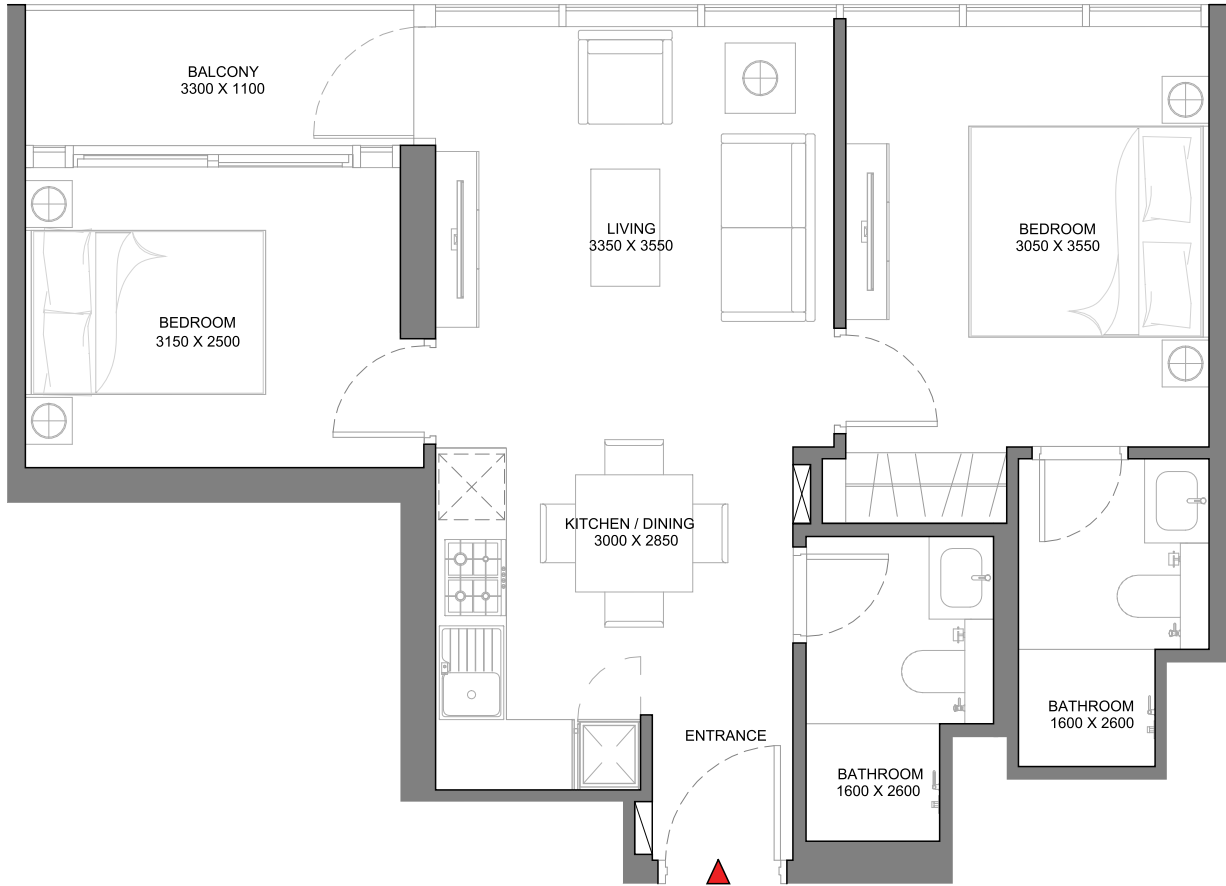 BALCONY
3300 X 1100
LIVING
3350 X 3550
BEDROOM
3050 X 3550
BEDROOM
3150 X 2500
KITCHEN / DINING
3000 X 2850
ENTRANCE
BATHROOM
1600 X 2600
BATHROOM
1600 X 2600